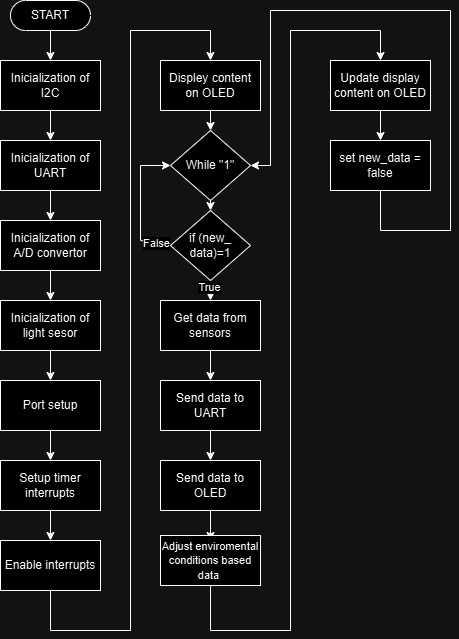 START
Inicialization of
I2C
Inicialization of
UART
Inicialization of
A/D convertor
Inicialization of
light sesor
Port setup
Setup timer
interrupts
Enable interrupts
Display content
on OLED
While "1"
if (new_
data)=1
False
True
Get data from
sensors
Send data to
UART
Send data to
OLED
Adjust enviromental
conditions based
data
Update display
content on OLED
set new_data =
false